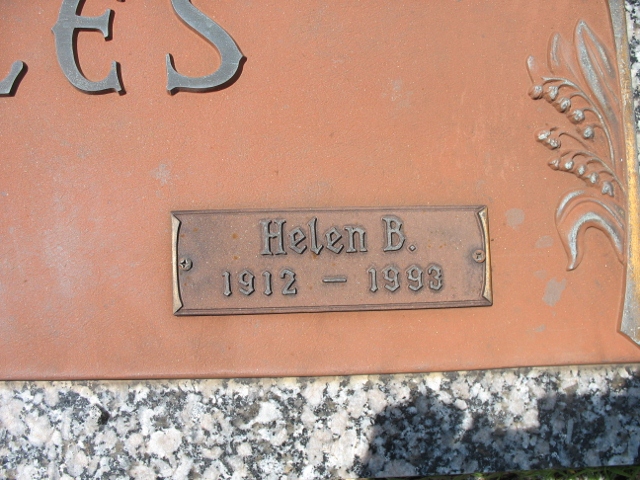 ES
Helen B.
1912 – 1993